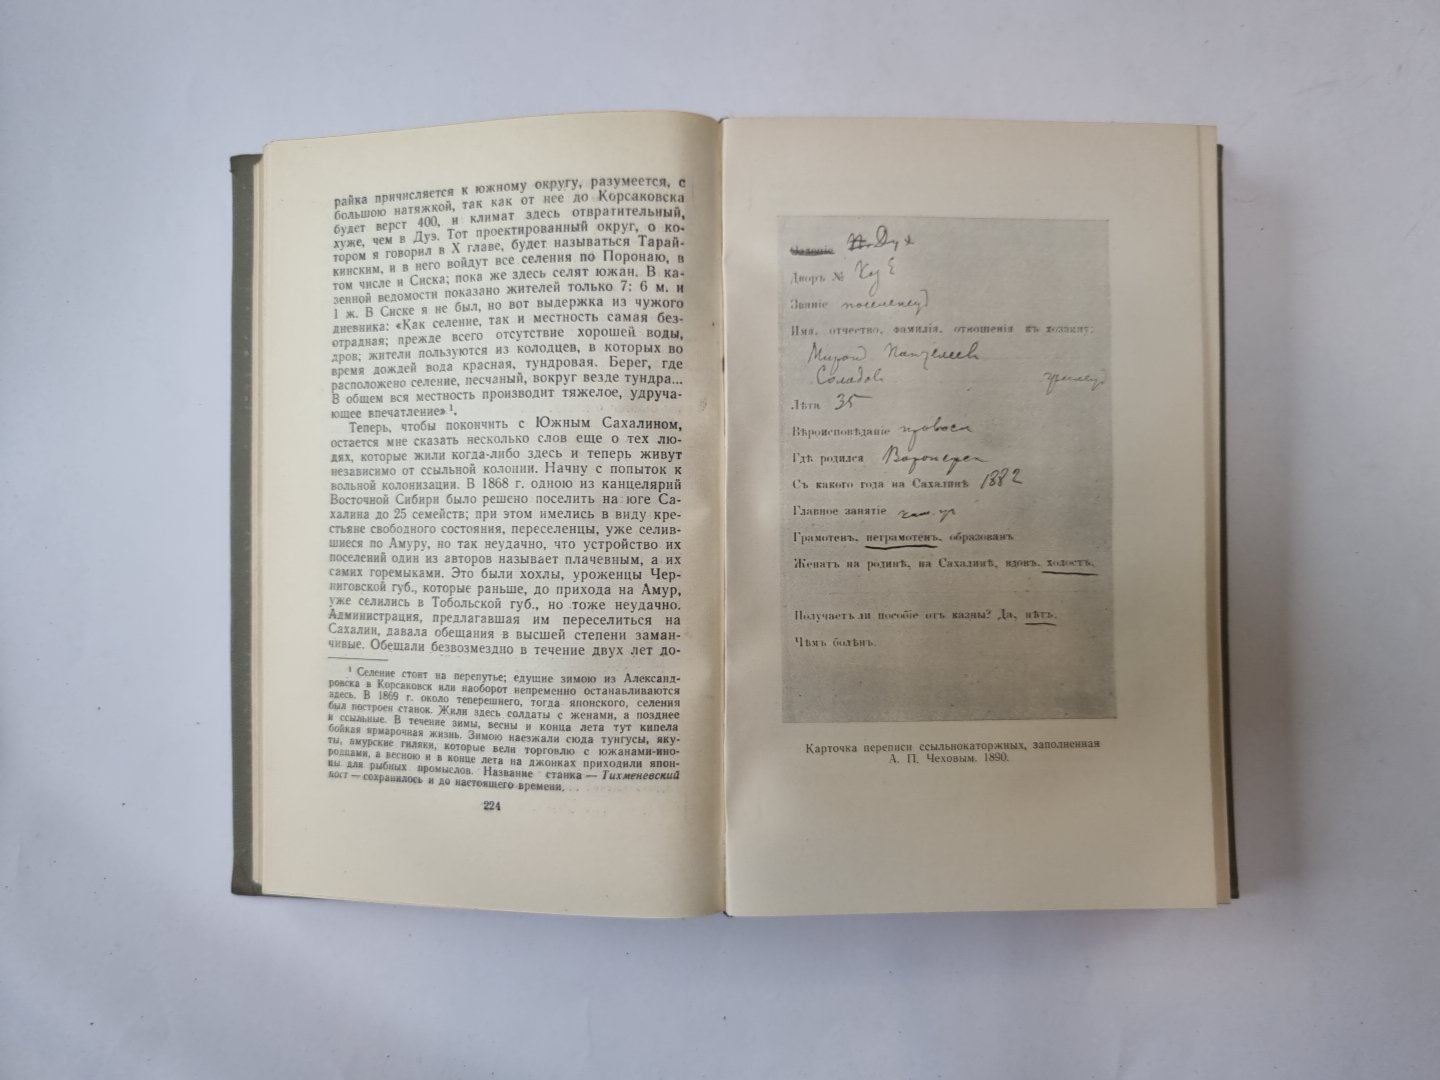 райка причисляется к южному округу, разумеется, с
большою натяжкой, так как от нее до Корсаковска
будет верст 400, и климат здесь отвратительный,
хуже, чем в Дуэ. Тот проектированный округ, о ко-
тором я говорил в X главе, будет называться Тарай-
кинским, и в него войдут все селения по Поронаю, в
том числе и Сиска; пока же здесь селят южан. В ка-
зенной ведомости показано жителей только 7: 6 м. и
1 ж. В Сиске я не был, но вот выдержка из чужого
дневника: «Как селение, так и местность самая без-
отрадная; прежде всего отсутствие хорошей воды,
дров; жители пользуются из колодцев, в которых во
время дождей вода красная, тундровая. Берег, где
расположено селение, песчаный, вокруг везде тундра...
В общем вся местность производит тяжелое, удруча-
ющее впечатление» ¹.
Теперь, чтобы покончить с Южным Сахалином,
остается мне сказать несколько слов еще о тех лю-
дях, которые жили когда-либо здесь и теперь живут
независимо от ссыльной колонии. Начну с попыток к
вольной колонизации. В 1868 г. одною из канцелярий
Восточной Сибири было решено поселить на юге Са-
халина до 25 семейств; при этом имелись в виду кре-
стьяне свободного состояния, переселенцы, уже селив-
шиеся по Амуру, но так неудачно, что устройство их
поселений один из авторов называет плачевным, а их
самих горемыками. Это были хохлы, уроженцы Чер-
ниговской губ., которые раньше, до прихода на Амур,
уже селились в Тобольской губ., но тоже неудачно.
Администрация, предлагавшая им переселиться на
Сахалин, давала обещания в высшей степени заман-
чивые. Обещали безвозмездно в течение двух лет до-
¹ Селение стоит на перепутье; едущие зимою из Александ-
ровска в Корсаковск или наоборот непременно останавливаются
здесь. В 1869 г. около теперешнего, тогда японского, селения
был построен станок. Жили здесь солдаты с женами, а позднее
и ссыльные. В течение зимы, весны и конца лета тут кипела
бойкая ярмарочная жизнь. Зимою наезжали сюда тунгусы, яку-
ты, амурские гиляки, которые вели торговлю с южанами-ино-
родцами, а весною и в конце лета на джонках приходили япон-
цы для рыбных промыслов. Название станка — Тихменевский
пост — сохранилось и до настоящего времени.
224
Селеніе Дуэ
Дворъ №
Званіе поселенец
Имя, отчество, фамилія, отношенія къ хозяину:
Мирон Пантелеев
Солодов
Лѣта 35
Вѣроисповѣданіе правосл
Гдѣ родился Воронежск
Съ какого года на Сахалинѣ 1882
Главное занятіе
Грамотенъ, неграмотенъ, образованъ
Женатъ на родинѣ, на Сахалинѣ, вдовъ, холостъ.
Получаетъ ли пособіе отъ казны? Да, нѣтъ.
Чѣмъ боленъ.
Карточка переписи ссыльнокаторжных, заполненная
А. П. Чеховым. 1890.